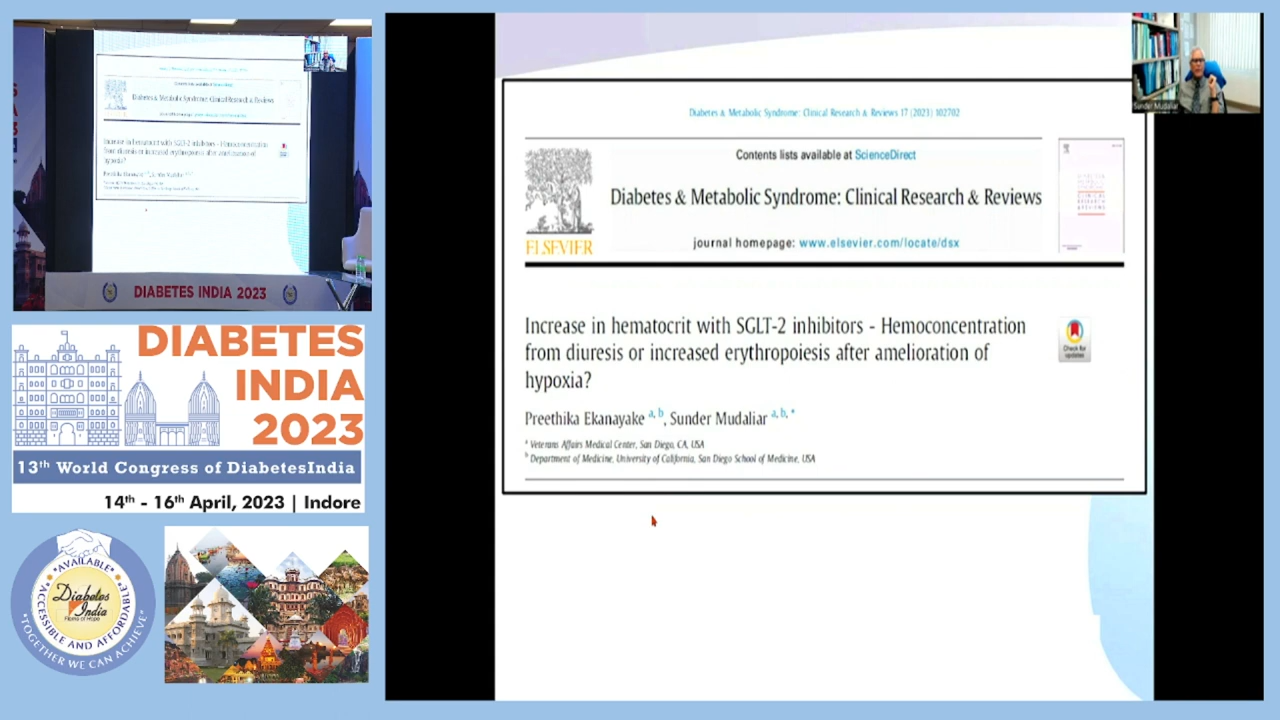 DIABETES INDIA 2023
DIABETES
INDIA
2023
13th World Congress of DiabetesIndia
14th - 16th April, 2023 | Indore
AVAILABLE
ACCESSIBLE AND AFFORDABLE
Diabetes
India
"TOGETHER WE CAN ACHIEVE"
Sunder Mudaliar
Diabetes & Metabolic Syndrome: Clinical Research & Reviews 17 (2023) 102702
Contents lists available at ScienceDirect
Diabetes & Metabolic Syndrome: Clinical Research & Reviews
journal homepage: www.elsevier.com/locate/dsx
ELSEVIER
Increase in hematocrit with SGLT-2 inhibitors - Hemoconcentration
from diuresis or increased erythropoiesis after amelioration of
hypoxia?
Check for
updates
Preethika Ekanayake a, b, Sunder Mudaliar a, b, *
a Veterans Affairs Medical Center, San Diego, CA, USA
b Department of Medicine, University of California, San Diego School of Medicine, USA